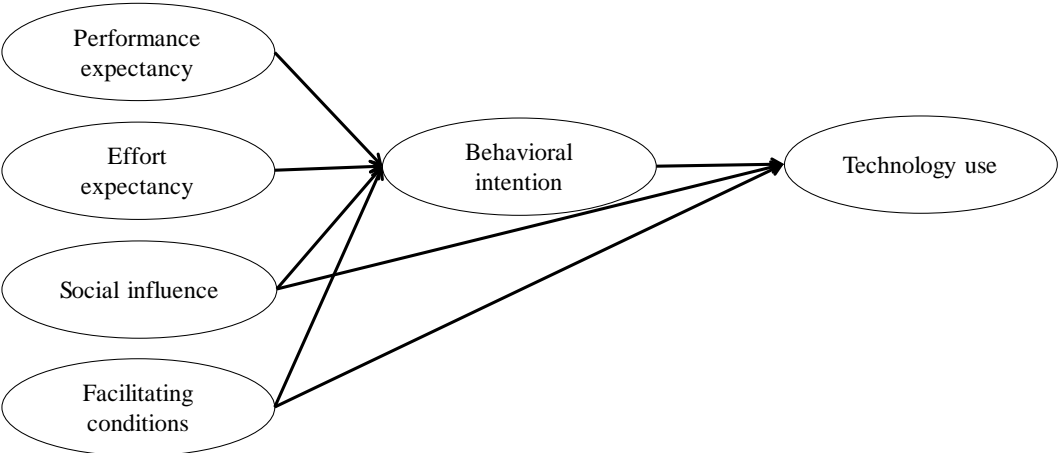 Performance
expectancy
Effort
expectancy
Social influence
Facilitating
conditions
Behavioral
intention
Technology use